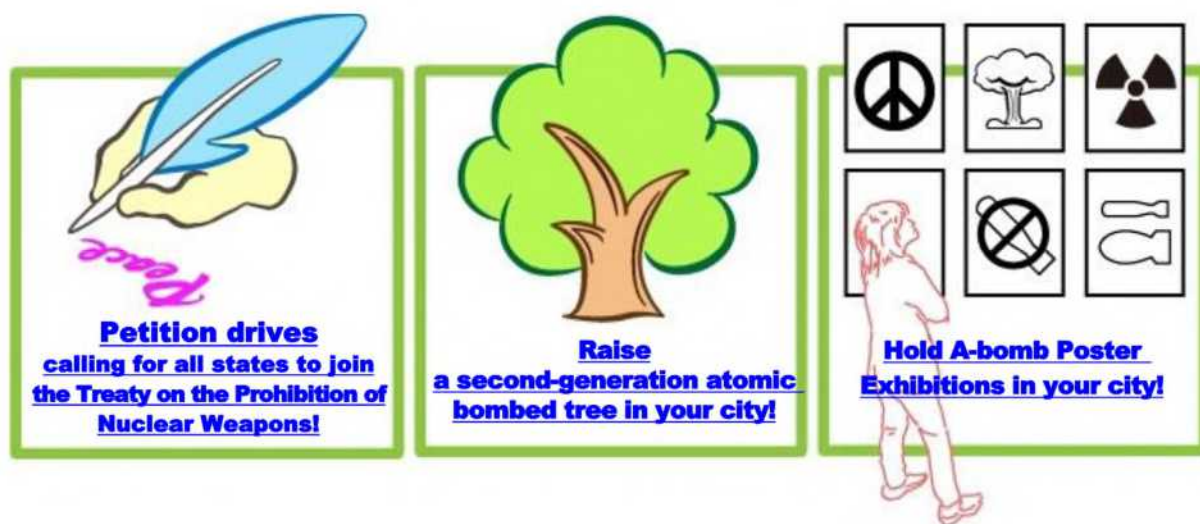 Peace
Petition drives
calling for all states to join
the Treaty on the Prohibition of
Nuclear Weapons!
Raise
a second-generation atomic
bombed tree in your city!
Hold A-bomb Poster
Exhibitions in your city!